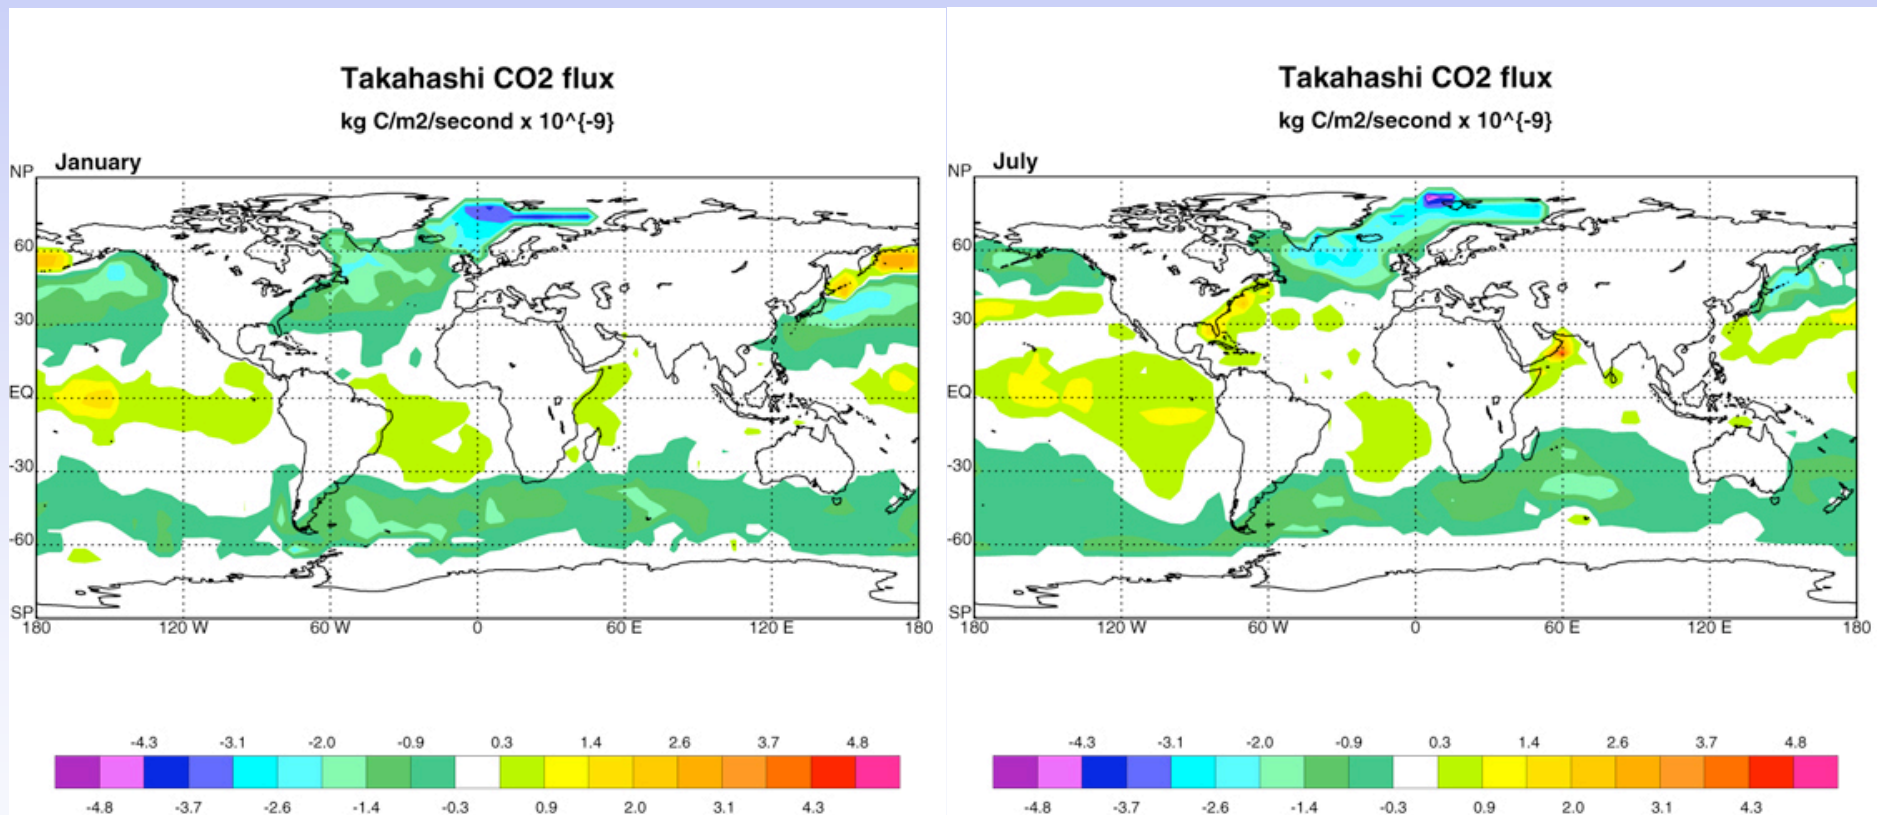 Takahashi CO2 flux
kg C/m2/second x 10^{-9}
January
NP
60
30
EQ
-30
-60
SP
180 120 W 60 W 0 60 E 120 E 180
-4.3 -3.1 -2.0 -0.9 0.3 1.4 2.6 3.7 4.8
-4.8 -3.7 -2.6 -1.4 -0.3 0.9 2.0 3.1 4.3
Takahashi CO2 flux
kg C/m2/second x 10^{-9}
July
NP
60
30
EQ
-30
-60
SP
180 120 W 60 W 0 60 E 120 E 180
-4.3 -3.1 -2.0 -0.9 0.3 1.4 2.6 3.7 4.8
-4.8 -3.7 -2.6 -1.4 -0.3 0.9 2.0 3.1 4.3